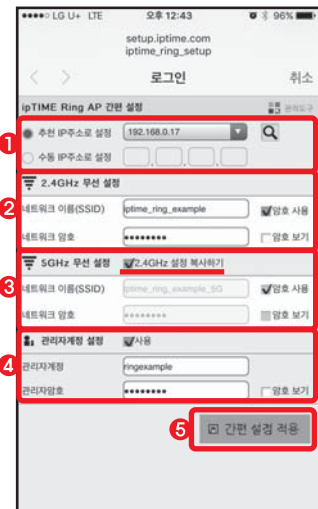 LG U+ LTE 오후 12:43 96%
setup.iptime.com
iptime_ring_setup
로그인 취소
ipTIME Ring AP 간편 설정 관리도구
1
추천 IP주소로 설정 192.168.0.17
수동 IP주소로 설정 . . .
2.4GHz 무선 설정
2
네트워크 이름(SSID) iptime_ring_example 암호 사용
네트워크 암호 •••••••• 암호 보기
5GHz 무선 설정 2.4GHz 설정 복사하기
3
네트워크 이름(SSID) iptime_ring_example_5G 암호 사용
네트워크 암호 •••••••• 암호 보기
관리자계정 설정 사용
4
관리자계정 ringexample
관리자암호 •••••••• 암호 보기
5 간편 설정 적용